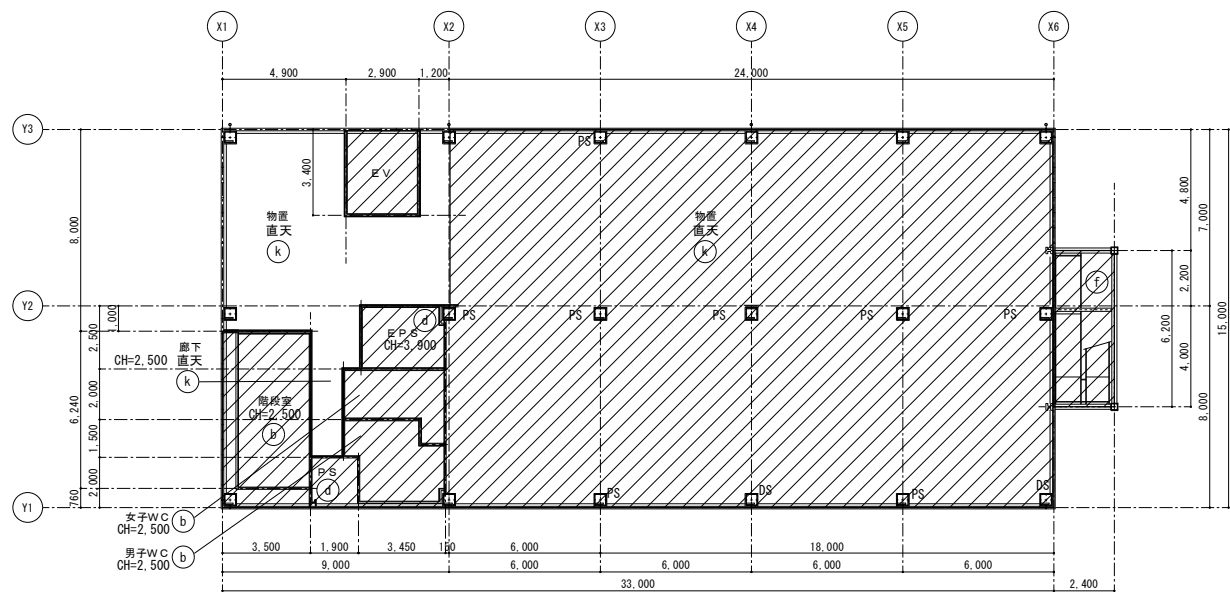 X1
X2
X3
X4
X5
X6
4,900
2,900
1,200
24,000
Y3
PS
EV
3,400
物置
直天
k
物置
直天
k
8,000
4,800
7,000
f
Y2
d
PS
PS
PS
PS
PS
2,200
15,000
1,000
2,500
EPS
CH=3,900
6,200
4,000
廊下
CH=2,500 直天
k
2,000
6,240
階段室
CH=2,500
b
8,000
1,500
PS
d
2,000
760
PS
DS
PS
DS
Y1
女子WC
CH=2,500
b
男子WC
CH=2,500
b
3,500
1,900
3,450
150
6,000
18,000
9,000
6,000
6,000
6,000
6,000
33,000
2,400